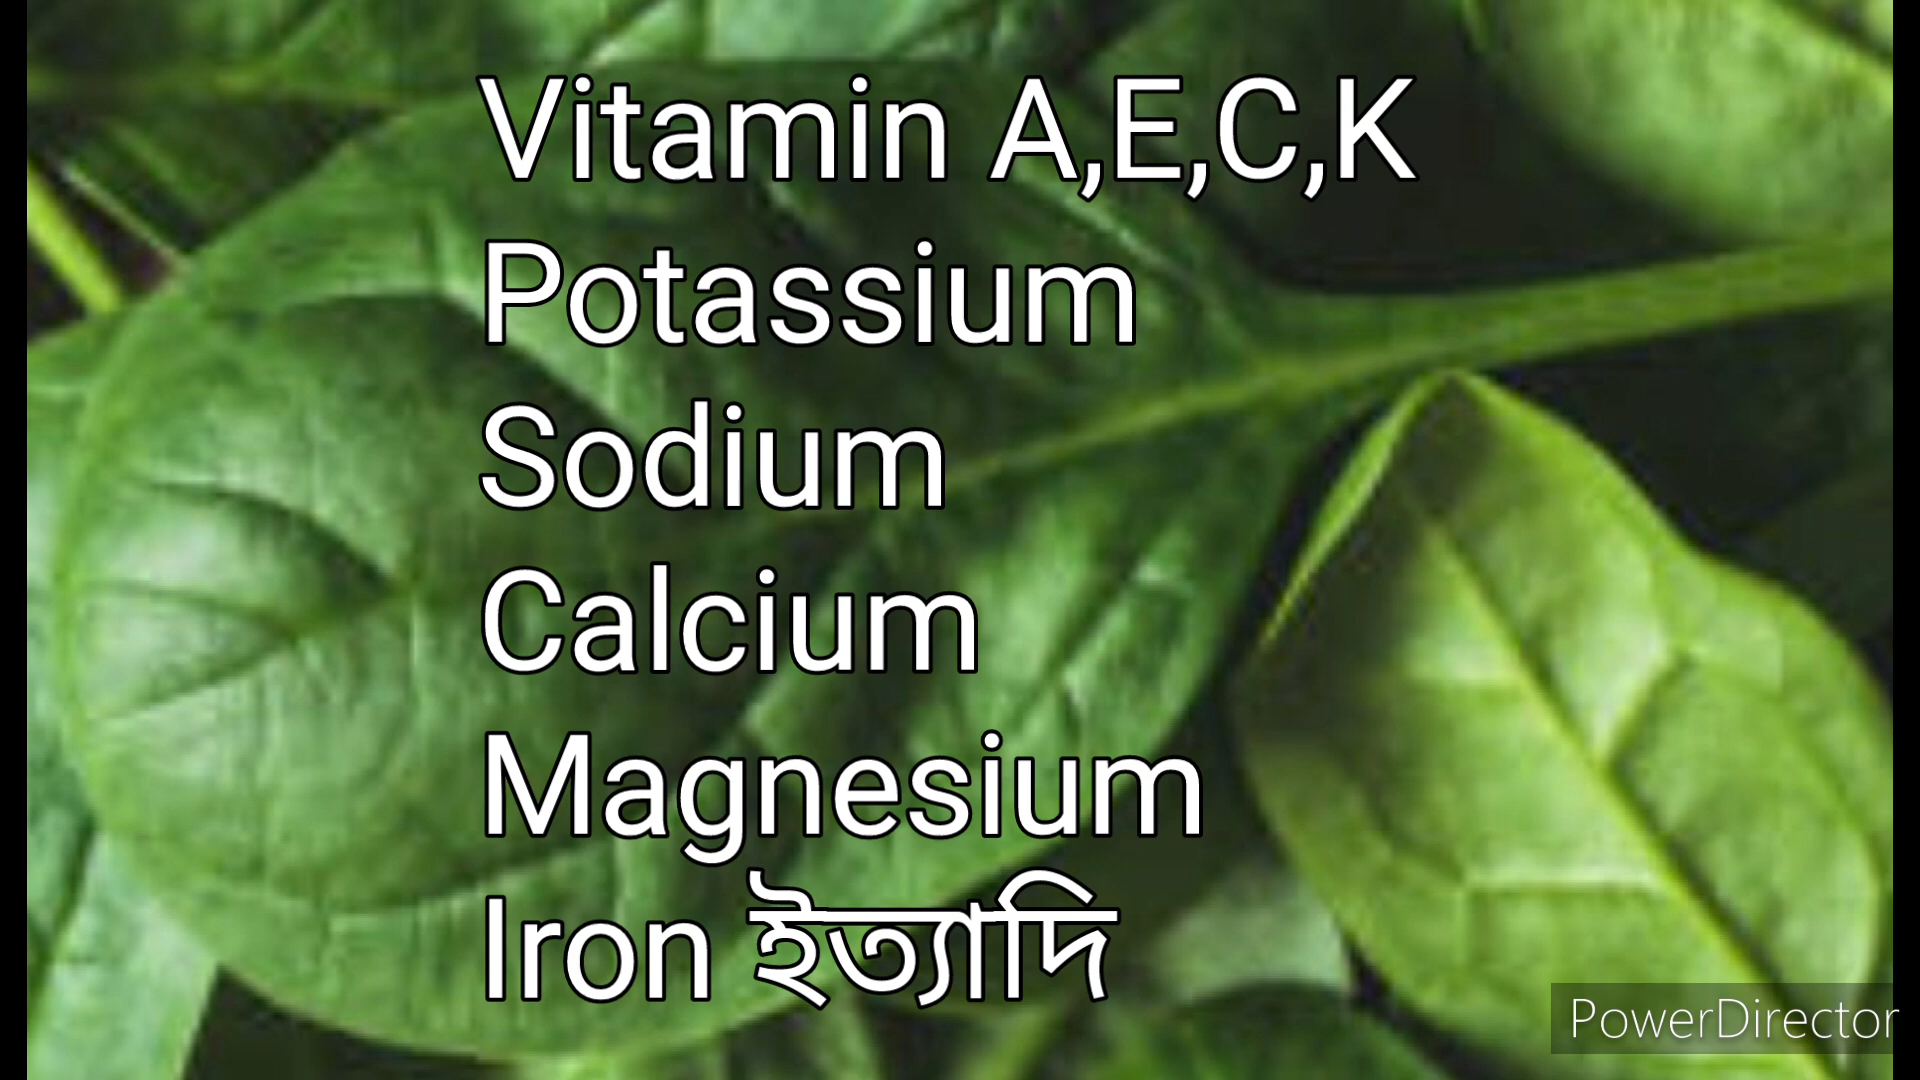 Vitamin A,E,C,K
Potassium
Sodium
Calcium
Magnesium
Iron ইত্যাদি
PowerDirector